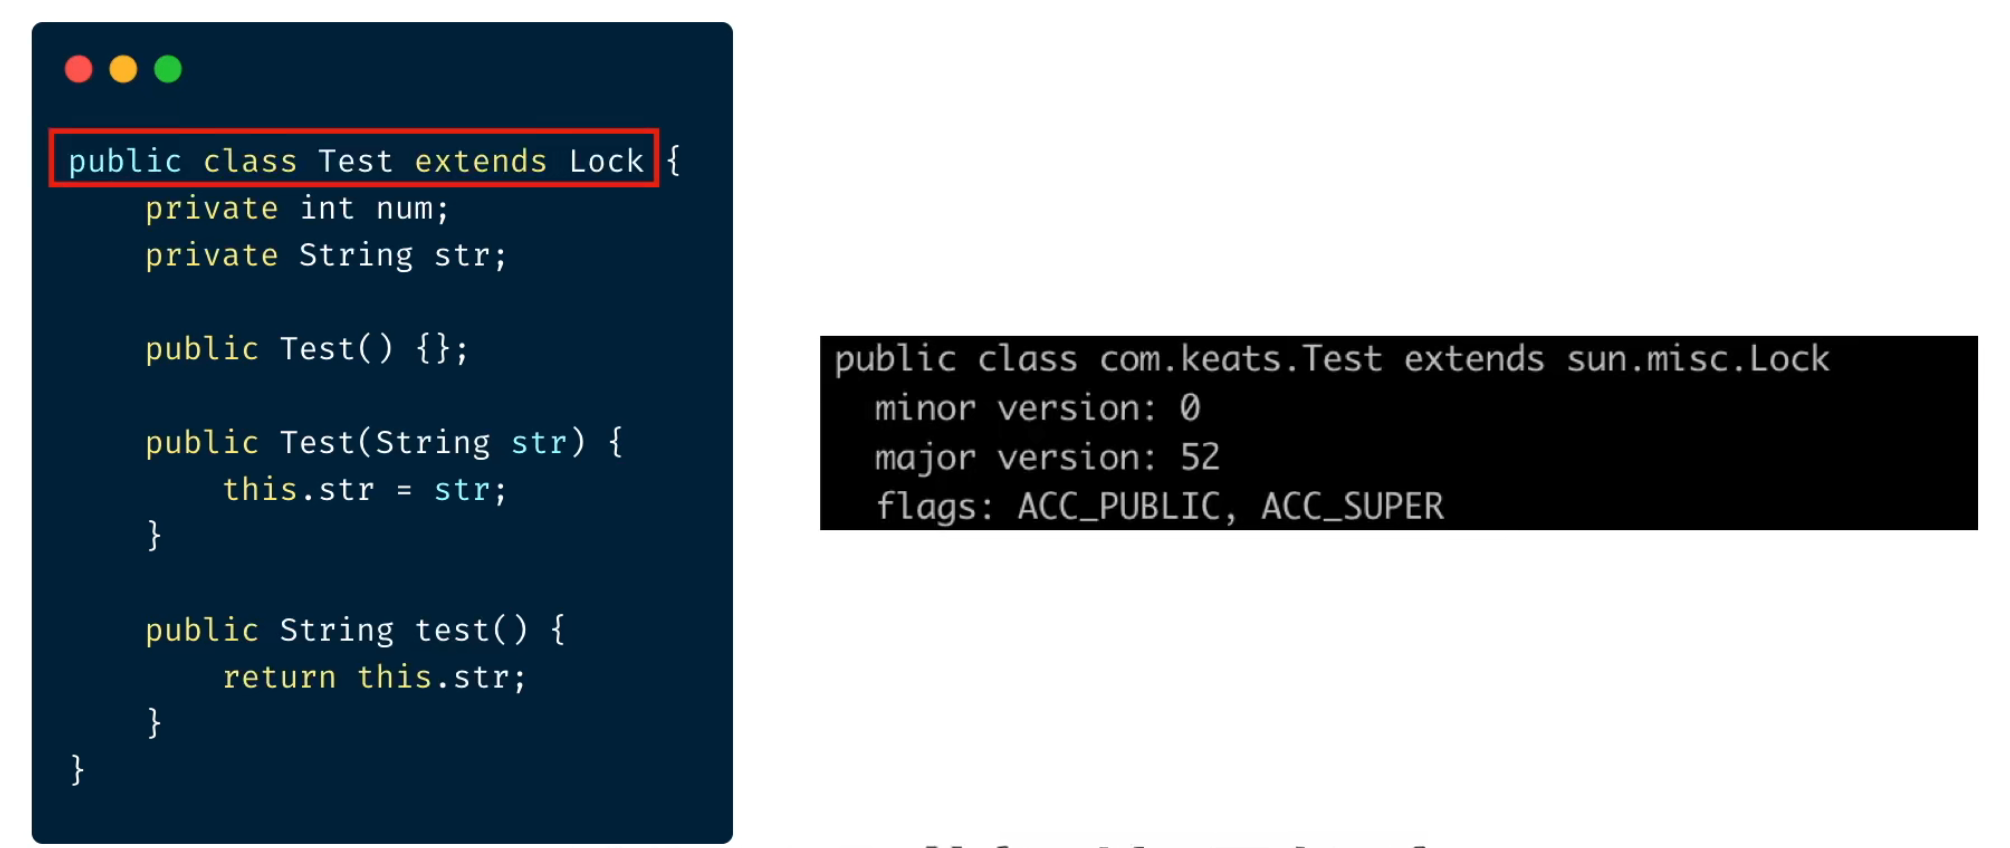 public class Test extends Lock {
    private int num;
    private String str;

    public Test() {};

    public Test(String str) {
        this.str = str;
    }

    public String test() {
        return this.str;
    }
}
public class com.keats.Test extends sun.misc.Lock
  minor version: 0
  major version: 52
  flags: ACC_PUBLIC, ACC_SUPER